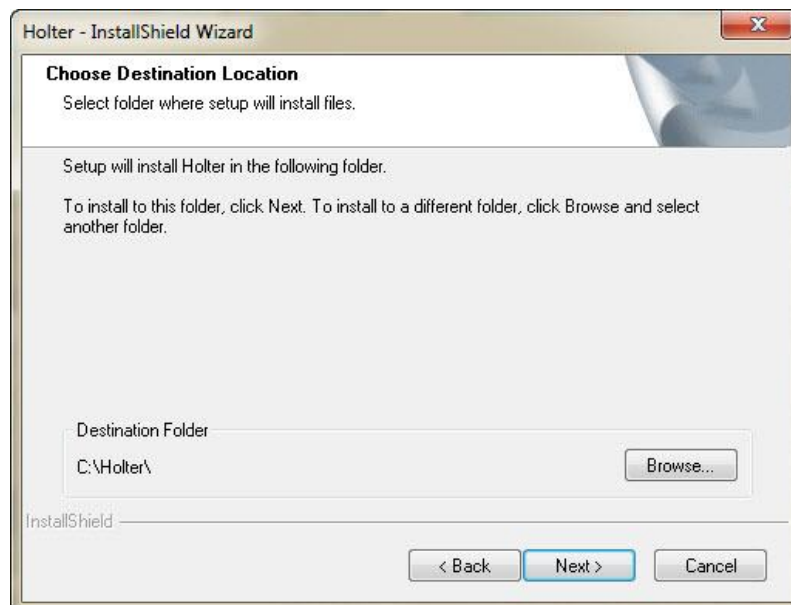 Holter - InstallShield Wizard
Choose Destination Location
Select folder where setup will install files.
Setup will install Holter in the following folder.
To install to this folder, click Next. To install to a different folder, click Browse and select
another folder.
Destination Folder
C:\Holter\
Browse...
InstallShield
< Back
Next >
Cancel